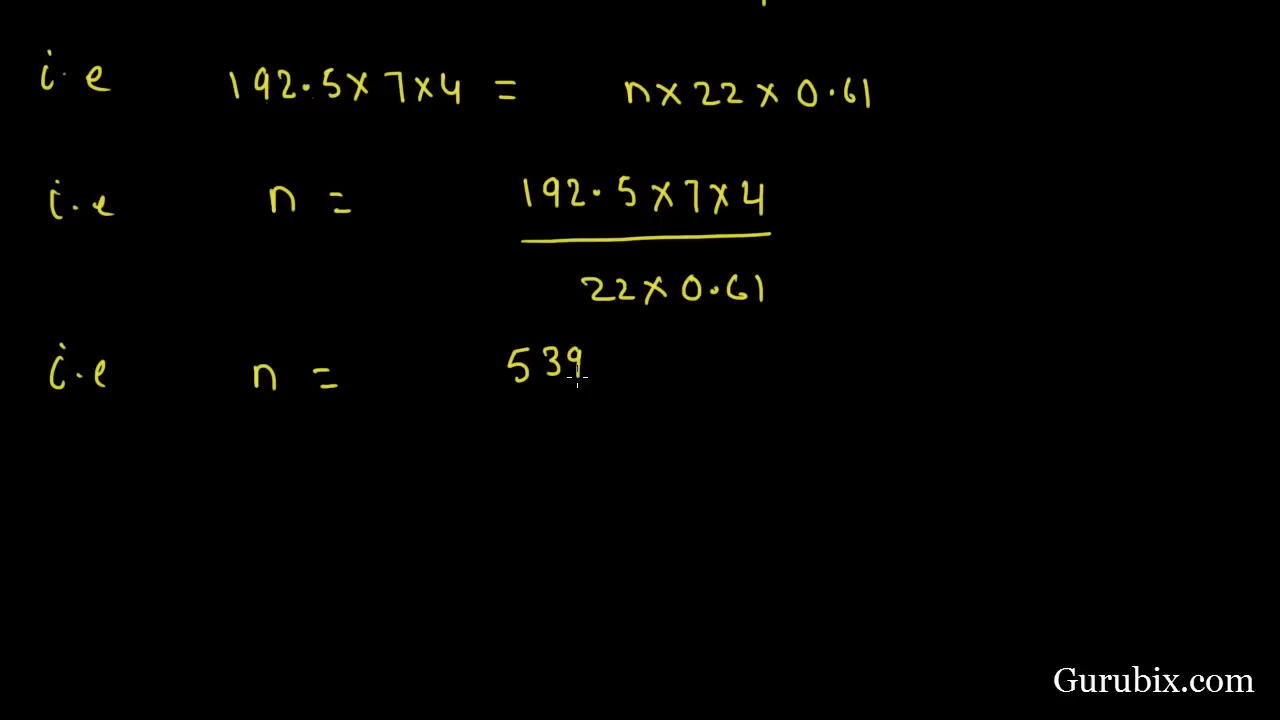 i.e 192.5×7×4 = n×22×0.61
i.e n = 192.5×7×4
22×0.61
i.e n = 539
Gurubix.com